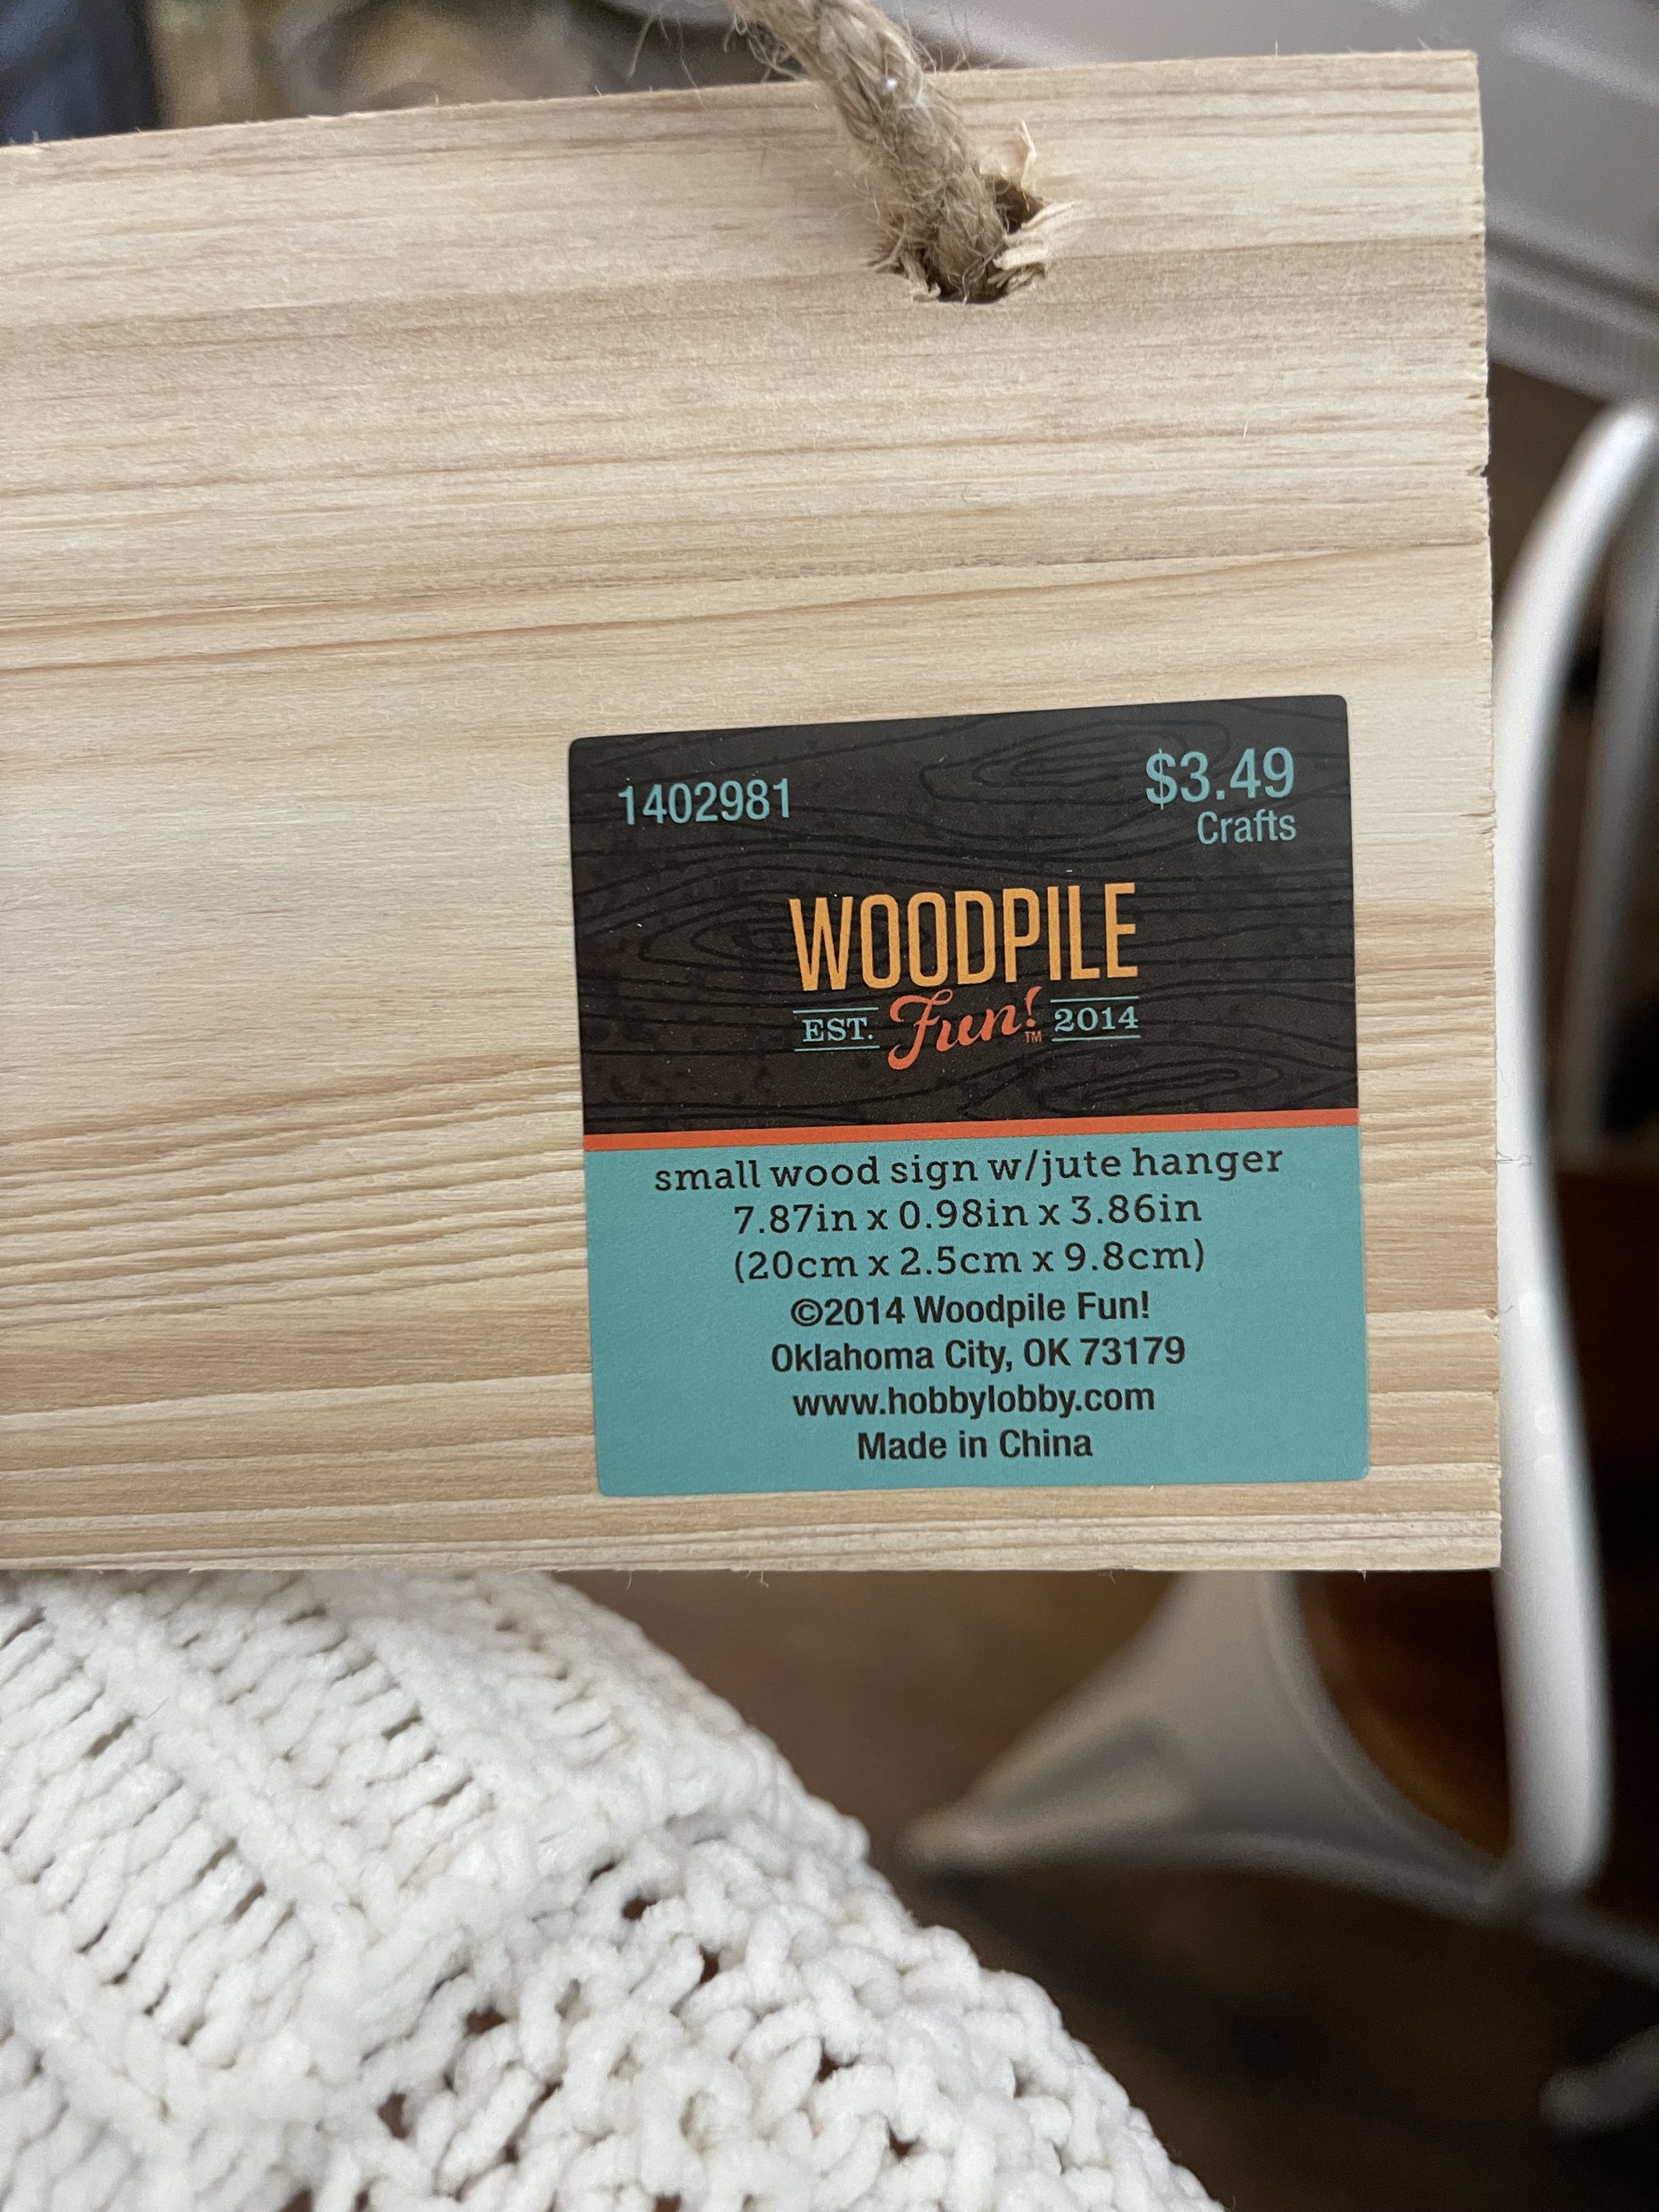 1402981
$3.49
Crafts
WOODPILE
EST. Fun!™ 2014
small wood sign w/jute hanger
7.87in x 0.98in x 3.86in
(20cm x 2.5cm x 9.8cm)
©2014 Woodpile Fun!
Oklahoma City, OK 73179
www.hobbylobby.com
Made in China